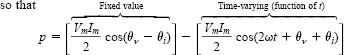 so that
Fixed value
Time-varying (function of t)
p = [ V_m I_m / 2 cos(θ_v − θ_i) ] − [ V_m I_m / 2 cos(2ωt + θ_v + θ_i) ]